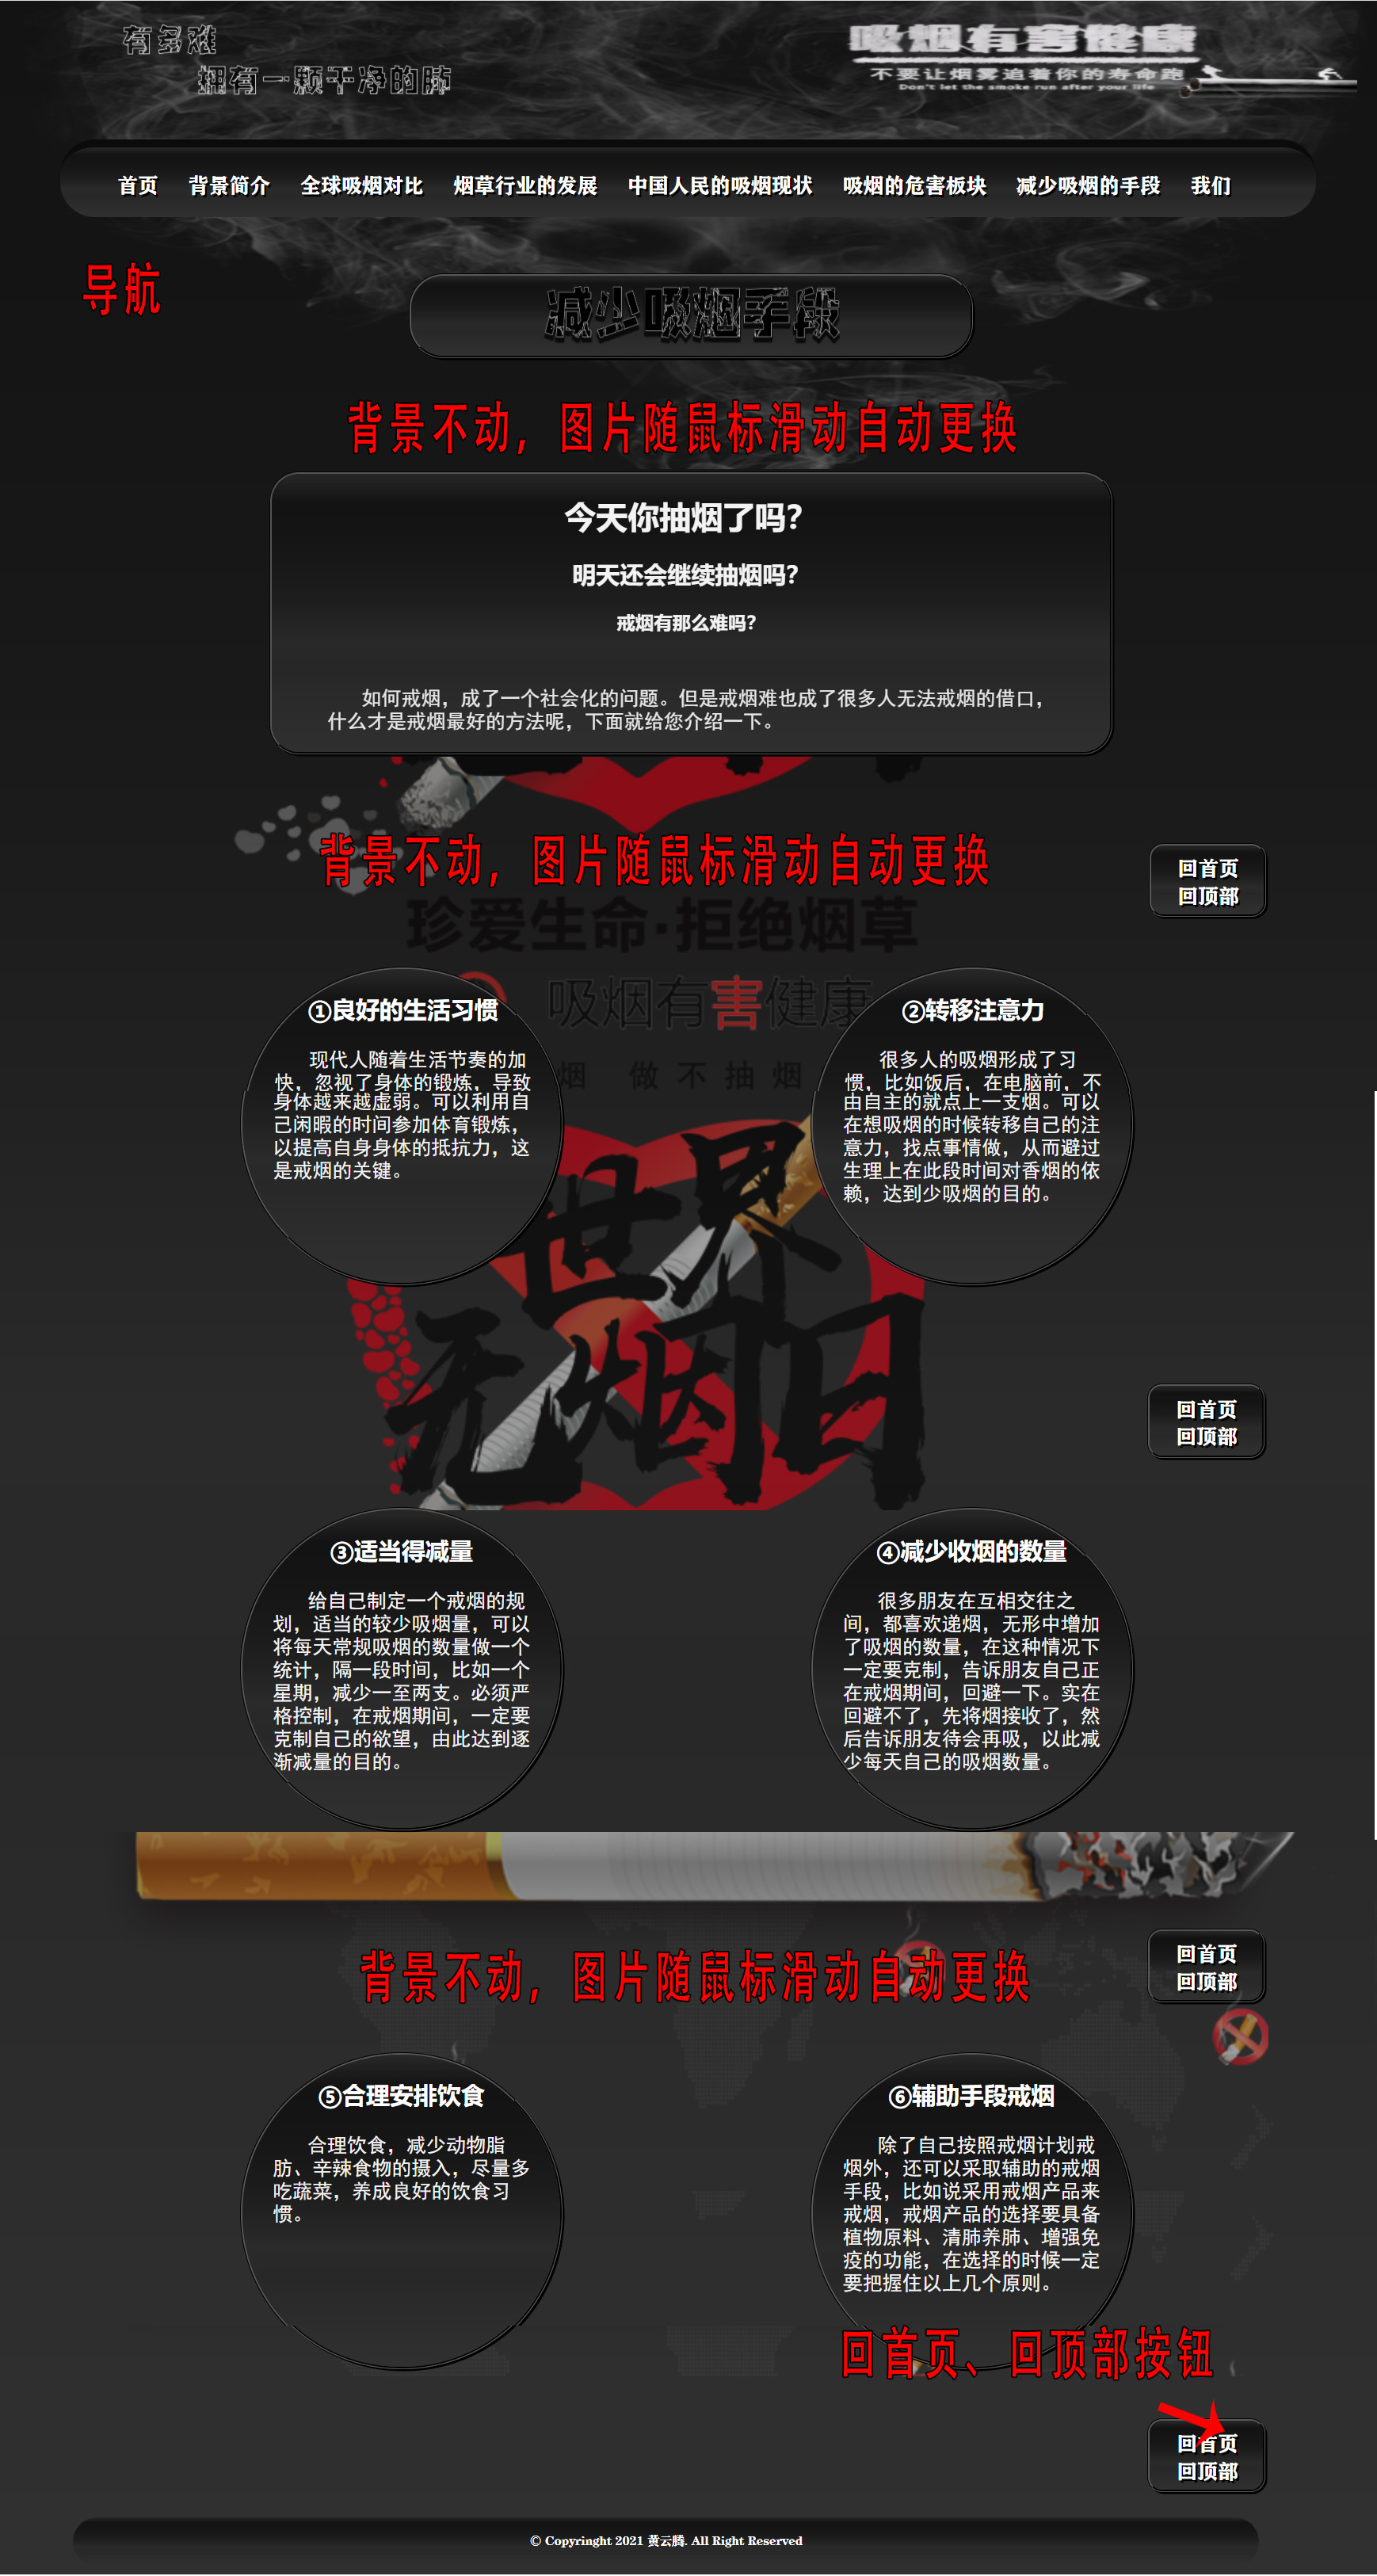 有多难
拥有一颗干净的肺
吸烟有害健康
不要让烟雾追着你的寿命跑
Don't let the smoke run after your life
首页 背景简介 全球吸烟对比 烟草行业的发展 中国人民的吸烟现状 吸烟的危害板块 减少吸烟的手段 我们
导航
减少吸烟手段
背景不动，图片随鼠标滑动自动更换
今天你抽烟了吗？
明天还会继续抽烟吗？
戒烟有那么难吗？
如何戒烟，成了一个社会化的问题。但是戒烟难也成了很多人无法戒烟的借口，
什么才是戒烟最好的方法呢，下面就给您介绍一下。
背景不动，图片随鼠标滑动自动更换
回首页
回顶部
珍爱生命·拒绝烟草
吸烟有害健康
烟 做不抽烟
①良好的生活习惯
现代人随着生活节奏的加
快，忽视了身体的锻炼，导致
身体越来越虚弱。可以利用自
己闲暇的时间参加体育锻炼，
以提高自身身体的抵抗力，这
是戒烟的关键。
②转移注意力
很多人的吸烟形成了习
惯，比如饭后，在电脑前，不
由自主的就点上一支烟。可以
在想吸烟的时候转移自己的注
意力，找点事情做，从而避过
生理上在此段时间对香烟的依
赖，达到少吸烟的目的。
世界
无烟日
回首页
回顶部
③适当得减量
给自己制定一个戒烟的规
划，适当的较少吸烟量，可以
将每天常规吸烟的数量做一个
统计，隔一段时间，比如一个
星期，减少一至两支。必须严
格控制，在戒烟期间，一定要
克制自己的欲望，由此达到逐
渐减量的目的。
④减少收烟的数量
很多朋友在互相交往之
间，都喜欢递烟，无形中增加
了吸烟的数量，在这种情况下
一定要克制，告诉朋友自己正
在戒烟期间，回避一下。实在
回避不了，先将烟接收了，然
后告诉朋友待会再吸，以此减
少每天自己的吸烟数量。
背景不动，图片随鼠标滑动自动更换
回首页
回顶部
⑤合理安排饮食
合理饮食，减少动物脂
肪、辛辣食物的摄入，尽量多
吃蔬菜，养成良好的饮食习
惯。
⑥辅助手段戒烟
除了自己按照戒烟计划戒
烟外，还可以采取辅助的戒烟
手段，比如说采用戒烟产品来
戒烟，戒烟产品的选择要具备
植物原料、清肺养肺、增强免
疫的功能，在选择的时候一定
要把握住以上几个原则。
回首页、回顶部按钮
回首页
回顶部
© Copyringht 2021 黄云腾. All Right Reserved